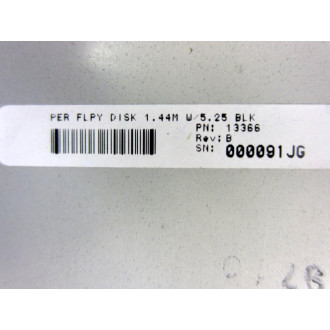 PER FLPY DISK 1.44M W/5.25 BLK
PN: 13366
Rev: B
SN: 000091JG